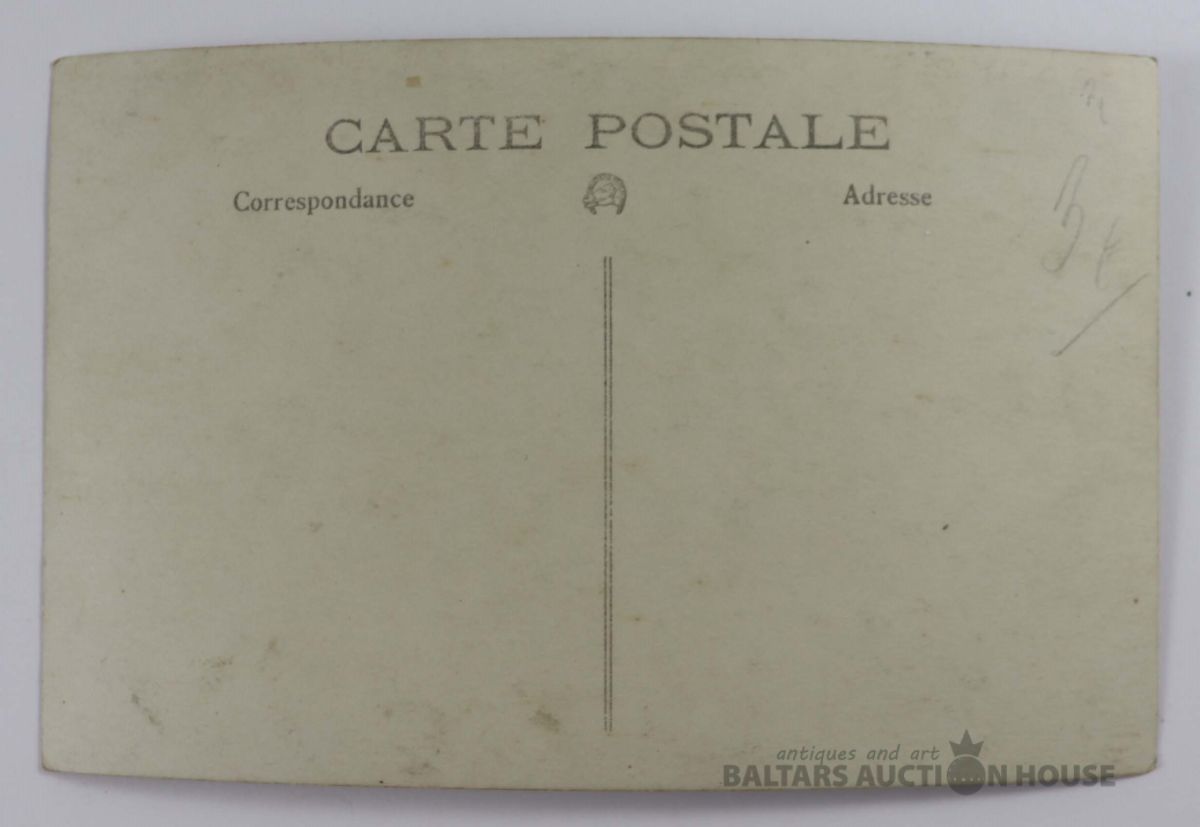 CARTE POSTALE
Correspondance
Adresse
antiques and art
BALTARS AUCTION HOUSE